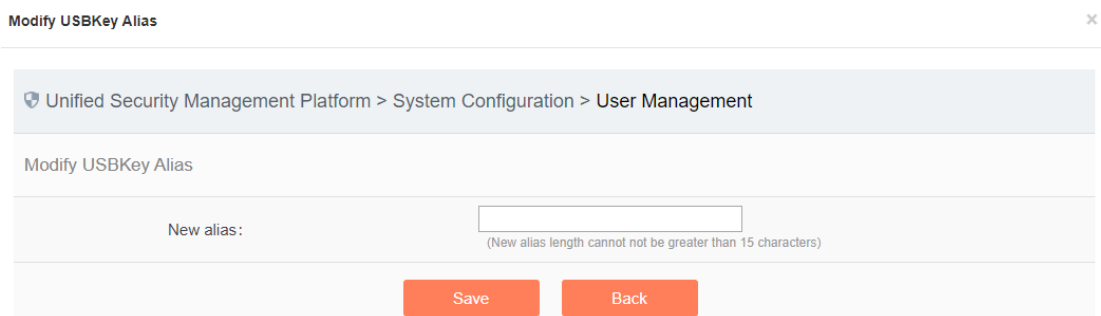 Modify USBKey Alias
×
Unified Security Management Platform > System Configuration > User Management
Modify USBKey Alias
New alias:
(New alias length cannot not be greater than 15 characters)
Save Back